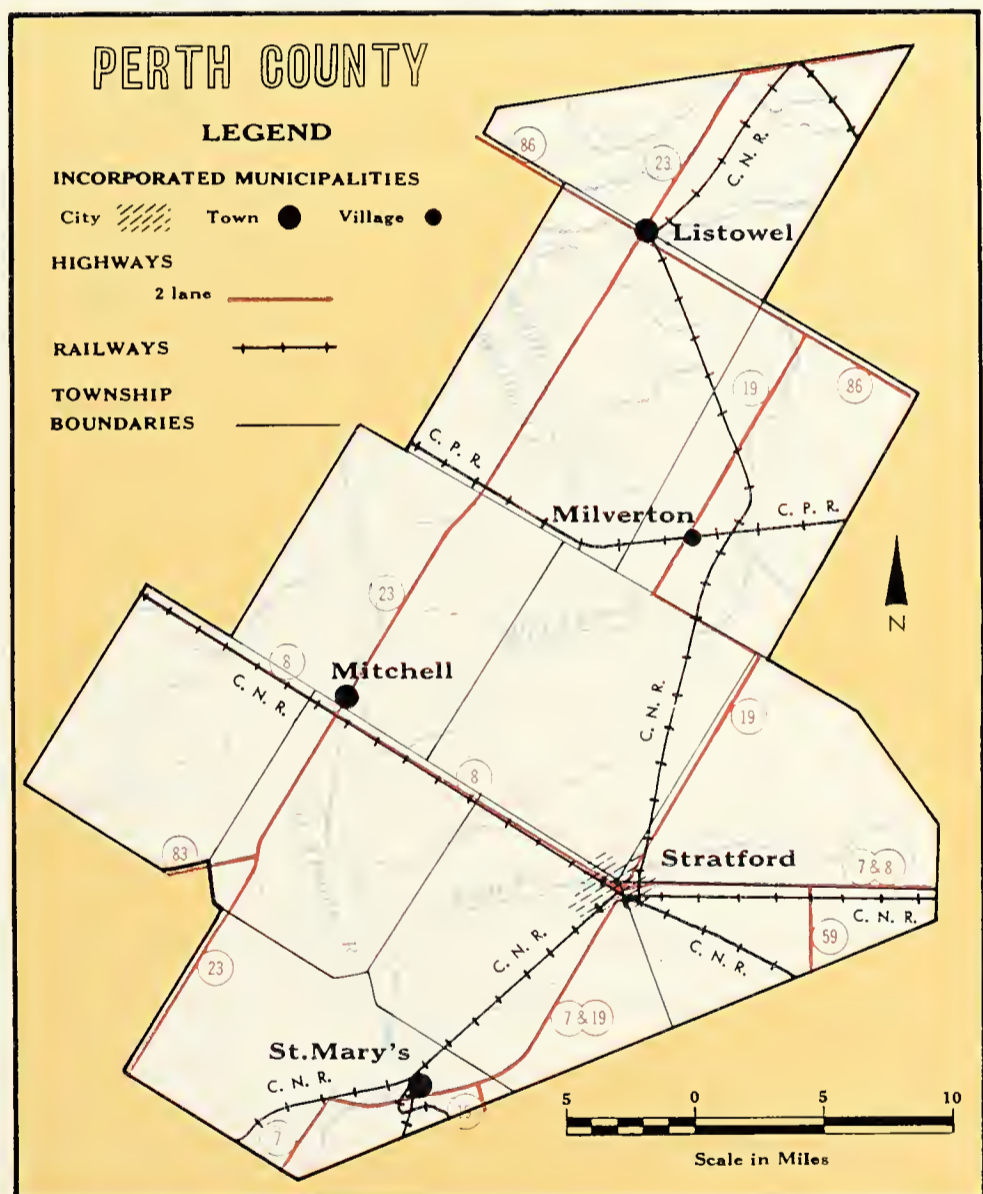 PERTH COUNTY
LEGEND
INCORPORATED MUNICIPALITIES
City Town Village
HIGHWAYS
2 lane
RAILWAYS
TOWNSHIP
BOUNDARIES
86
23
C. N. R.
Listowel
19
86
C. P. R.
Milverton
C. P. R.
23
N
8
Mitchell
C. N. R.
C. N. R.
19
8
83
Stratford
7 & 8
C. N. R.
59
C. N. R.
C. N. R.
23
7 & 19
St.Mary's
C. N. R.
19
7
5 0 5 10
Scale in Miles